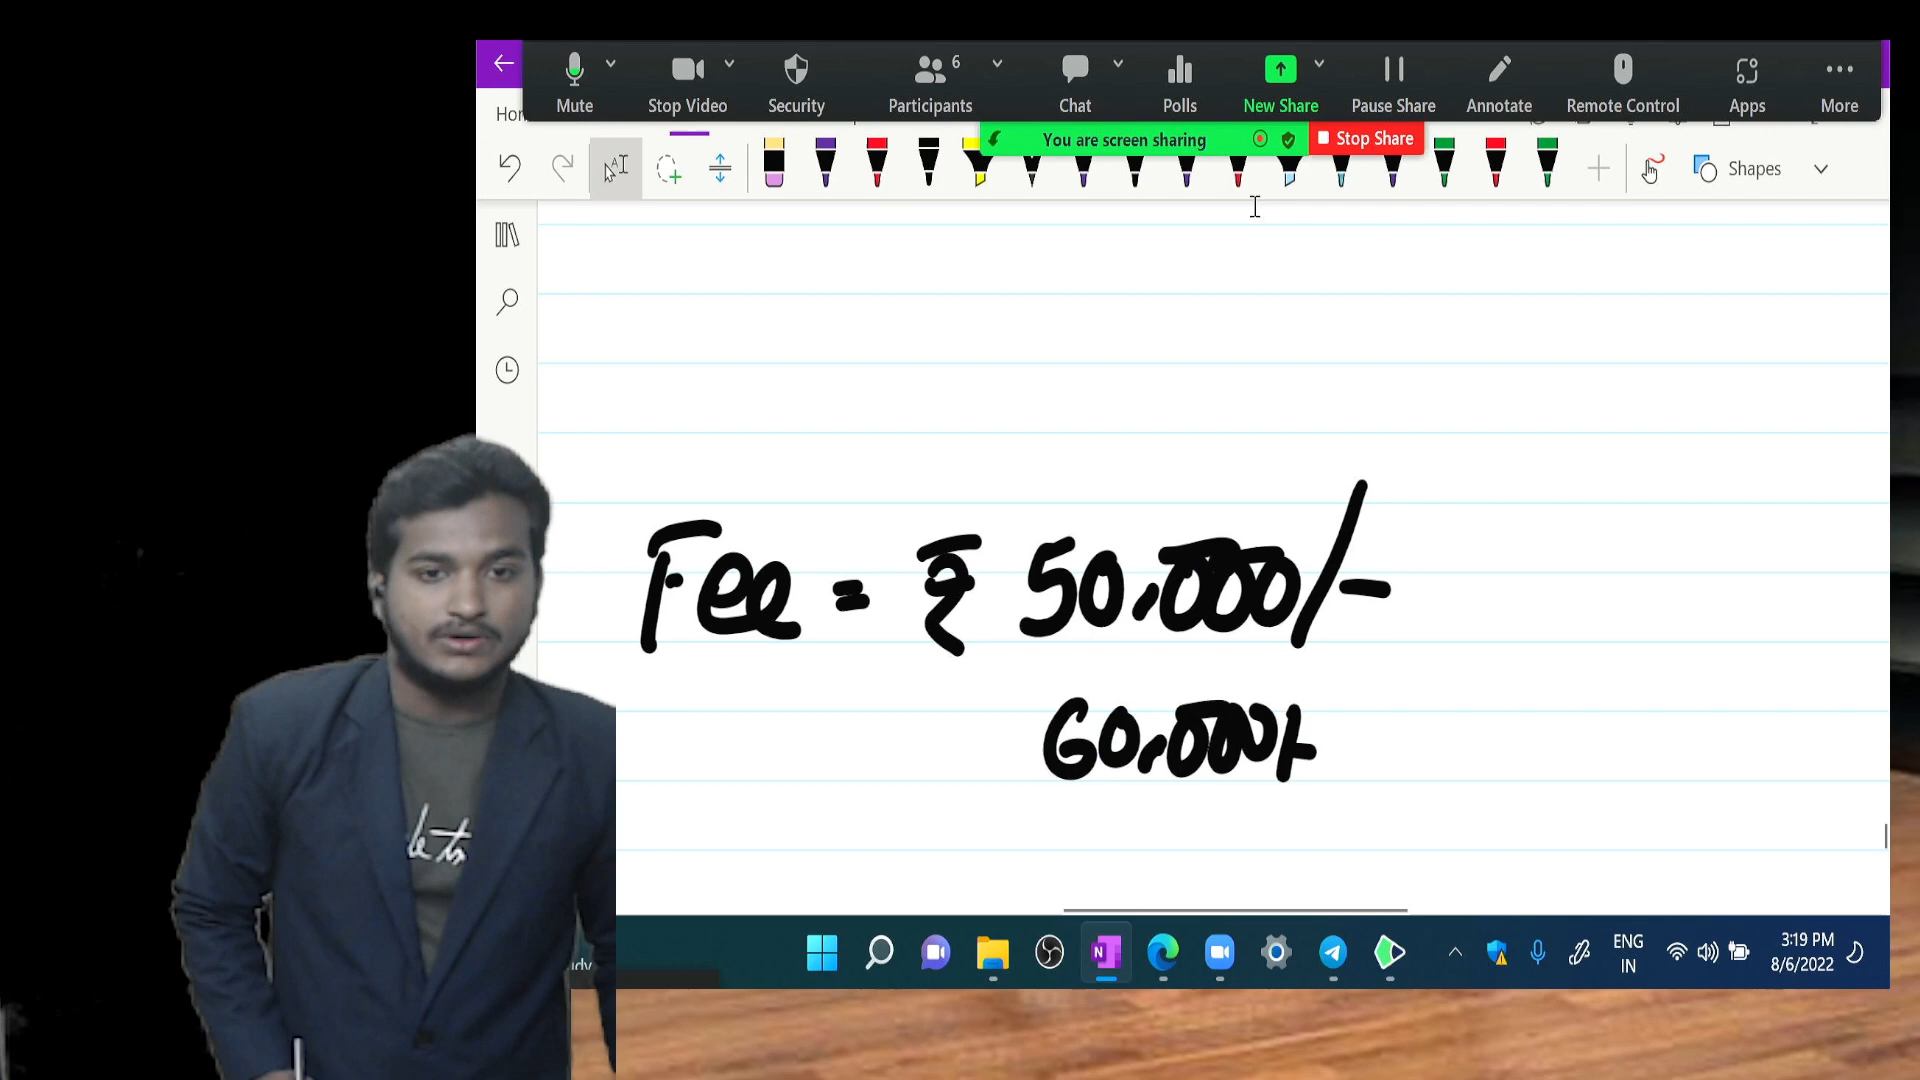 6
Mute
Stop Video
Security
Participants
Chat
Polls
New Share
Pause Share
Annotate
Remote Control
Apps
More
You are screen sharing
Stop Share
Shapes
Fee = ₹ 50,000/-
60,000/-
ENG
IN
3:19 PM
8/6/2022